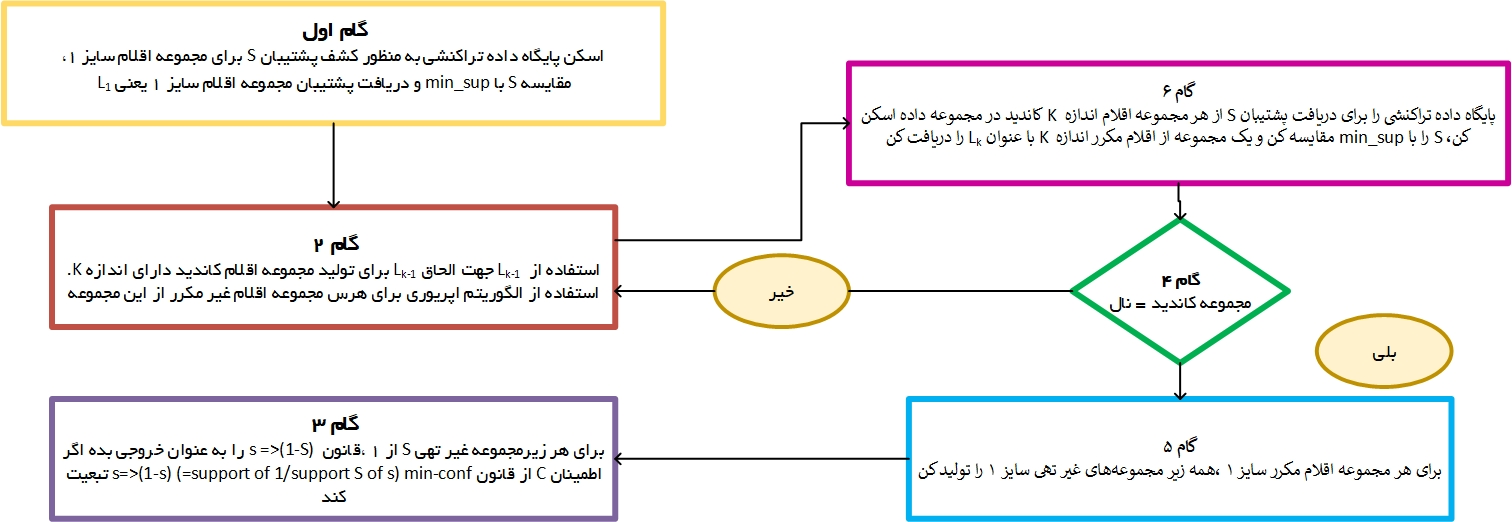 گام اول
اسکن پایگاه داده تراکنشی به منظور کشف پشتیبان S برای مجموعه اقلام سایز ۱،
مقایسه S با min_sup و دریافت پشتیبان مجموعه اقلام سایز ۱ یعنی L1
گام ۲
استفاده از Lk-1 جهت الحاق Lk-1 برای تولید مجموعه اقلام کاندید دارای اندازه K.
استفاده از الگوریتم اپریوری برای هرس مجموعه اقلام غیر مکرر از این مجموعه
گام ۶
پایگاه داده تراکنشی را برای دریافت پشتیبان S از هر مجموعه اقلام اندازه K کاندید در مجموعه داده اسکن
کن، S را با min_sup مقایسه کن و یک مجموعه از اقلام مکرر اندازه K با عنوان Lk را دریافت کن
گام ۴
مجموعه کاندید = نال
خیر
بلی
گام ۵
برای هر مجموعه اقلام مکرر سایز ۱ ،همه زیر مجموعه‌های غیر تهی سایز ۱ را تولید کن
گام ۳
برای هر زیرمجموعه غیر تهی S از ۱ ،قانون s =>(1-S) را به عنوان خروجی بده اگر
اطمینان C از قانون s=>(1-s) (=support of 1/support S of s) min-conf تبعیت
کند